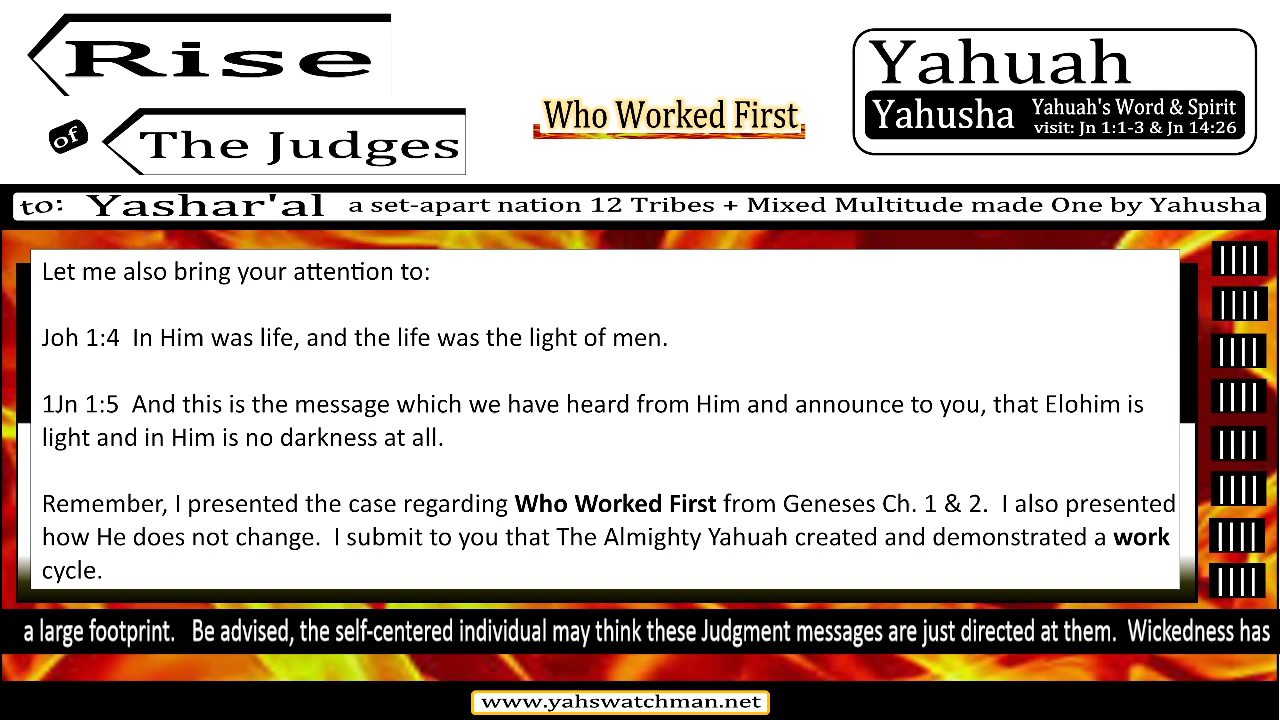 Rise
of
The Judges
Who Worked First
Yahuah
Yahusha Yahuah's Word & Spirit
visit: Jn 1:1-3 & Jn 14:26
to: Yashar'al a set-apart nation 12 Tribes + Mixed Multitude made One by Yahusha
Let me also bring your attention to:
Joh 1:4 In Him was life, and the life was the light of men.
1Jn 1:5 And this is the message which we have heard from Him and announce to you, that Elohim is
light and in Him is no darkness at all.
Remember, I presented the case regarding Who Worked First from Geneses Ch. 1 & 2. I also presented
how He does not change. I submit to you that The Almighty Yahuah created and demonstrated a work
cycle.
a large footprint. Be advised, the self-centered individual may think these Judgment messages are just directed at them. Wickedness has
www.yahswatchman.net